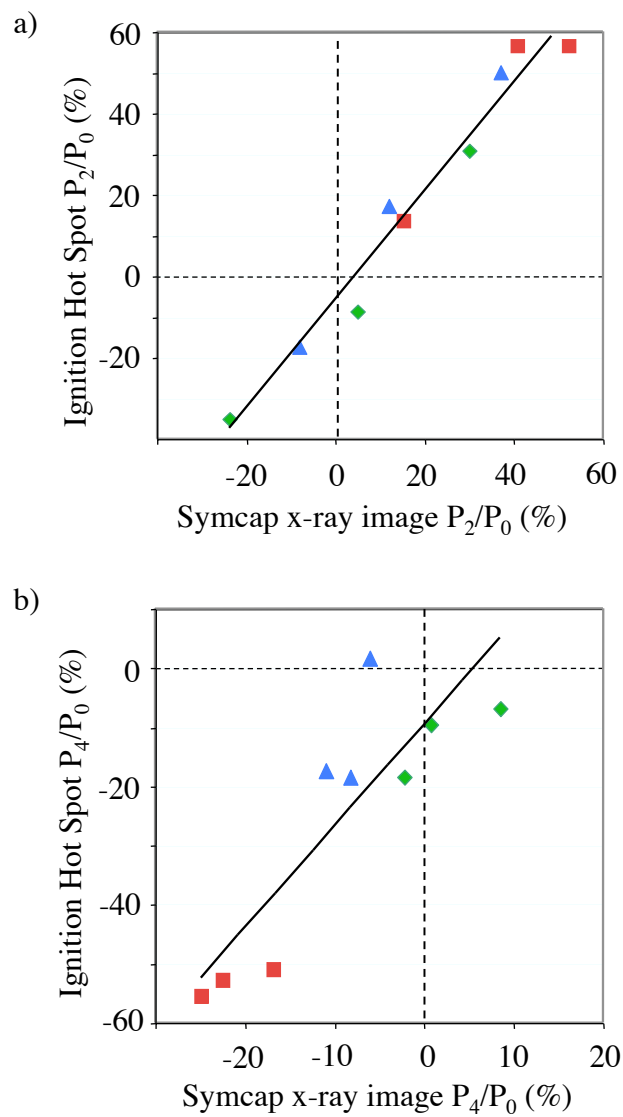 a)
60
40
20
0
-20
Ignition Hot Spot P₂/P₀ (%)
-20 0 20 40 60
Symcap x-ray image P₂/P₀ (%)
b)
0
-20
-40
-60
Ignition Hot Spot P₄/P₀ (%)
-20 -10 0 10 20
Symcap x-ray image P₄/P₀ (%)